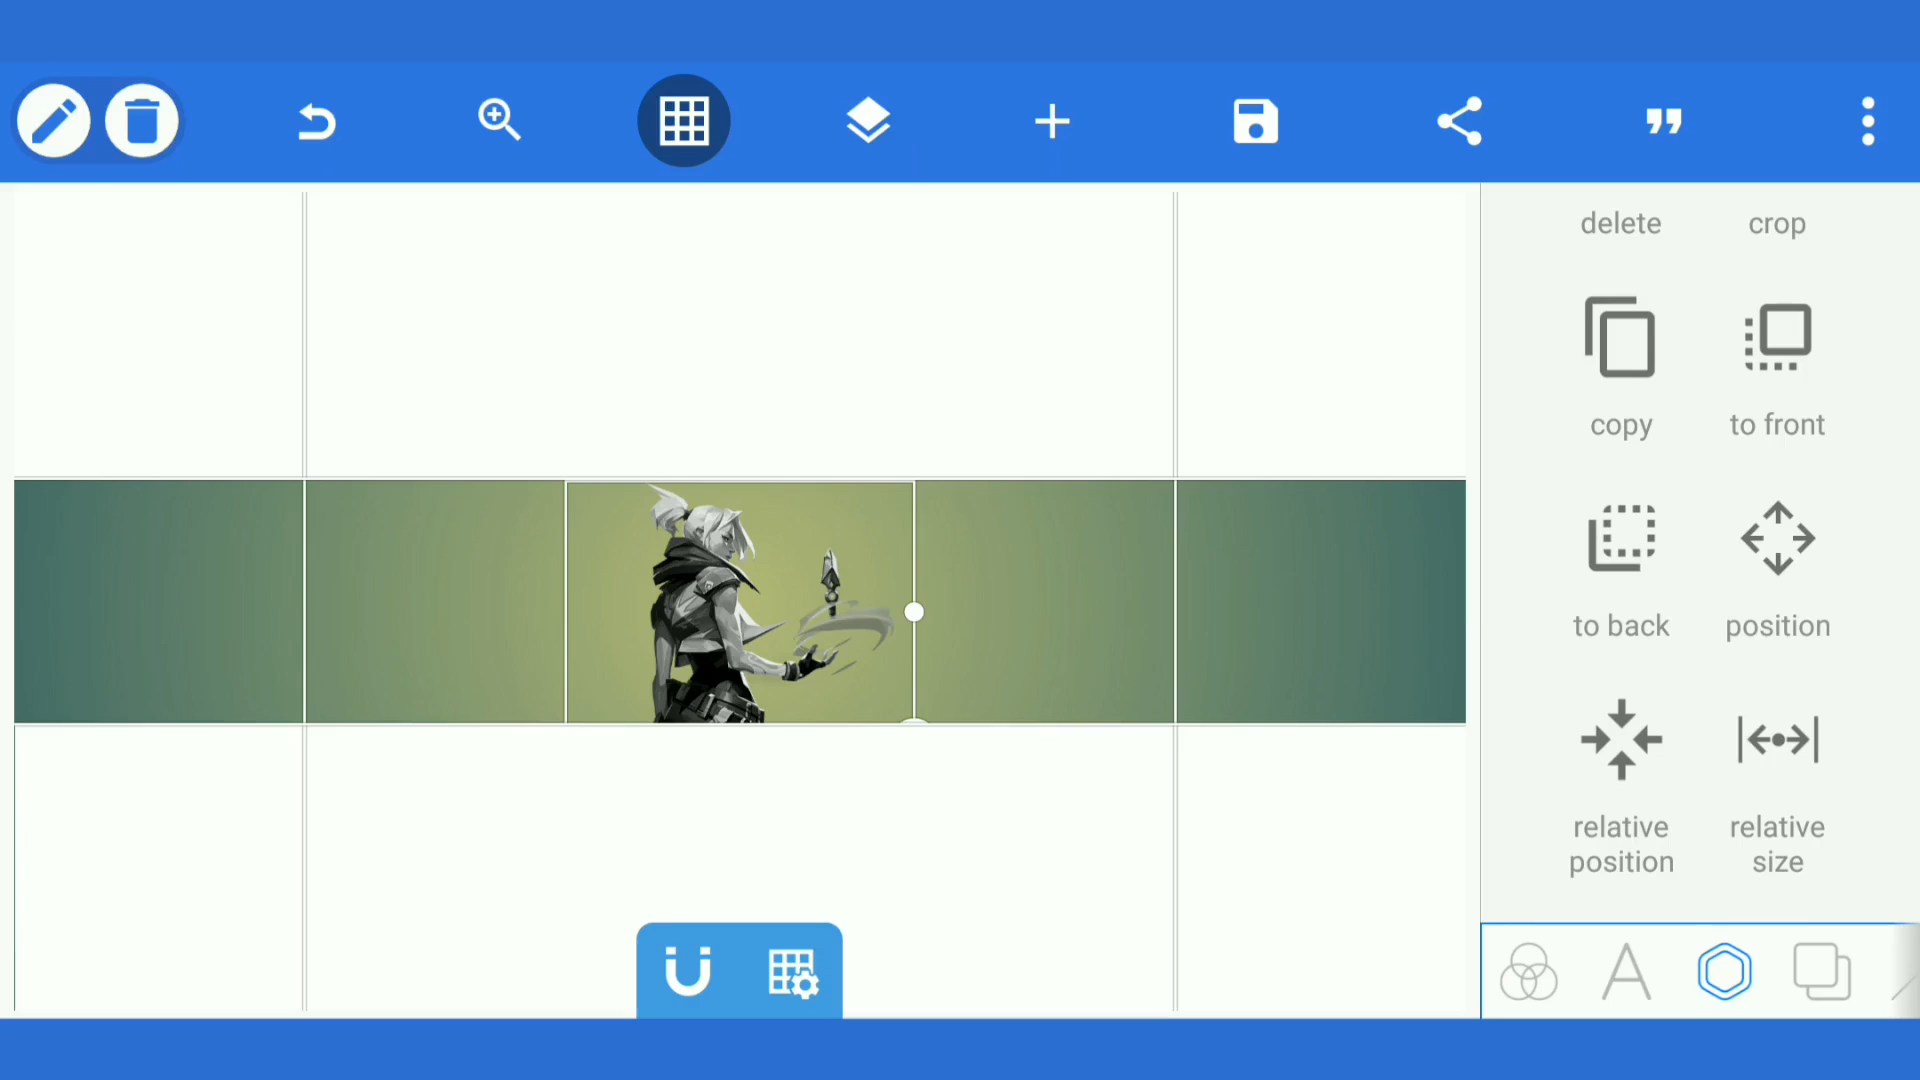 delete crop
copy to front
to back position
relative relative
position size